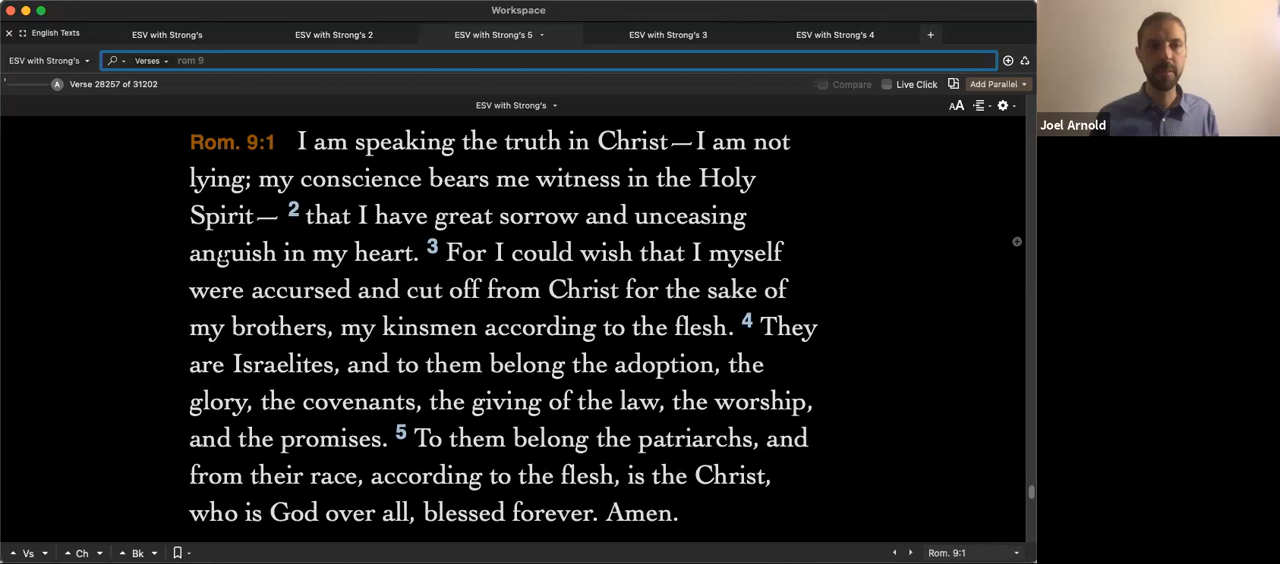 Workspace
English Texts
ESV with Strong's
ESV with Strong's 2
ESV with Strong's 5
ESV with Strong's 3
ESV with Strong's 4
ESV with Strong's
Verses
rom 9
A
Verse 28257 of 31202
Compare
Live Click
Add Parallel
ESV with Strong's
AA
Rom. 9:1 I am speaking the truth in Christ—I am not
lying; my conscience bears me witness in the Holy
Spirit— 2 that I have great sorrow and unceasing
anguish in my heart. 3 For I could wish that I myself
were accursed and cut off from Christ for the sake of
my brothers, my kinsmen according to the flesh. 4 They
are Israelites, and to them belong the adoption, the
glory, the covenants, the giving of the law, the worship,
and the promises. 5 To them belong the patriarchs, and
from their race, according to the flesh, is the Christ,
who is God over all, blessed forever. Amen.
Vs
Ch
Bk
Rom. 9:1
Joel Arnold